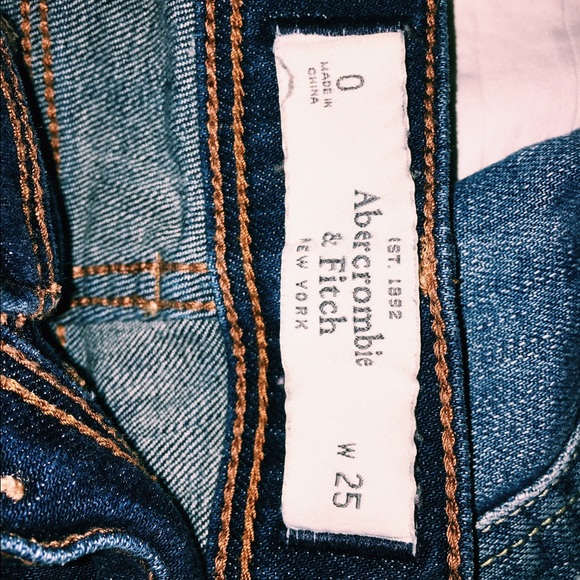 0
MADE IN
CHINA
EST. 1892
Abercrombie
& Fitch
NEW YORK
W 25